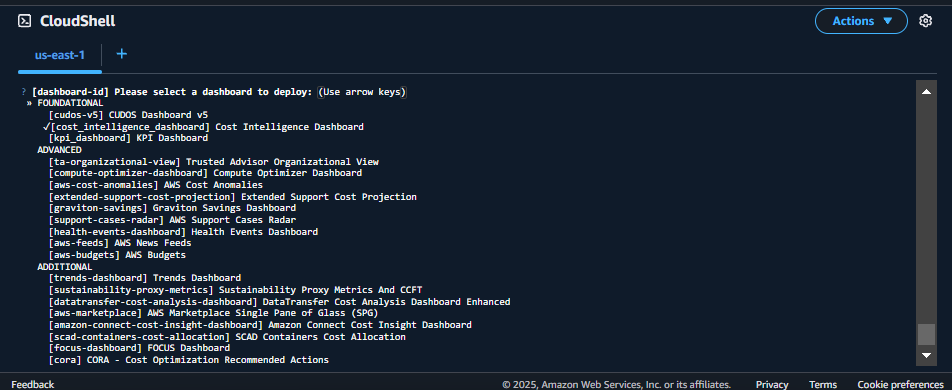 CloudShell
Actions
us-east-1
+
? [dashboard-id] Please select a dashboard to deploy: (Use arrow keys)
» FOUNDATIONAL
[cudos-v5] CUDOS Dashboard v5
✓[cost_intelligence_dashboard] Cost Intelligence Dashboard
[kpi_dashboard] KPI Dashboard
ADVANCED
[ta-organizational-view] Trusted Advisor Organizational View
[compute-optimizer-dashboard] Compute Optimizer Dashboard
[aws-cost-anomalies] AWS Cost Anomalies
[extended-support-cost-projection] Extended Support Cost Projection
[graviton-savings] Graviton Savings Dashboard
[support-cases-radar] AWS Support Cases Radar
[health-events-dashboard] Health Events Dashboard
[aws-feeds] AWS News Feeds
[aws-budgets] AWS Budgets
ADDITIONAL
[trends-dashboard] Trends Dashboard
[sustainability-proxy-metrics] Sustainability Proxy Metrics And CCFT
[datatransfer-cost-analysis-dashboard] DataTransfer Cost Analysis Dashboard Enhanced
[aws-marketplace] AWS Marketplace Single Pane of Glass (SPG)
[amazon-connect-cost-insight-dashboard] Amazon Connect Cost Insight Dashboard
[scad-containers-cost-allocation] SCAD Containers Cost Allocation
[focus-dashboard] FOCUS Dashboard
[cora] CORA - Cost Optimization Recommended Actions
Feedback
© 2025, Amazon Web Services, Inc. or its affiliates.
Privacy
Terms
Cookie preferences